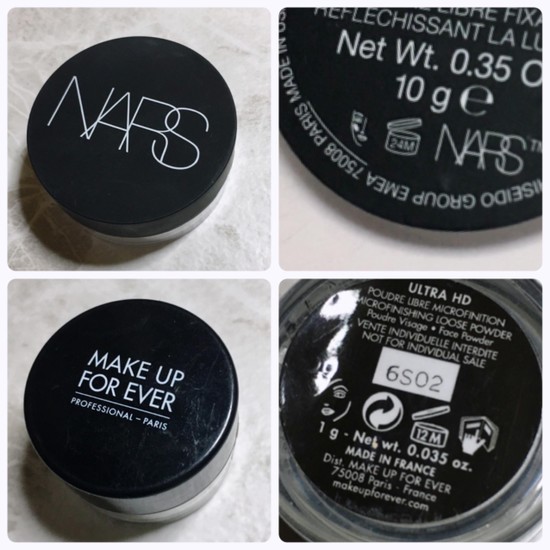 NARS
LIBRE FIXA
RÉFLÉCHISSANT LA LU
Net Wt. 0.35 O
10 g e
24M
NARS
SHISEIDO GROUP EMEA 75008 PARIS MADE IN
MAKE UP
FOR EVER
PROFESSIONAL – PARIS
ULTRA HD
POUDRE LIBRE MICROFINITION
MICROFINISHING LOOSE POWDER
Poudre Visage • Face Powder
VENTE INDIVIDUELLE INTERDITE
NOT FOR INDIVIDUAL SALE
6S02
12M
1 g - Net wt. 0.035 oz.
MADE IN FRANCE
Dist. MAKE UP FOR EVER
75008 Paris - France
makeupforever.com